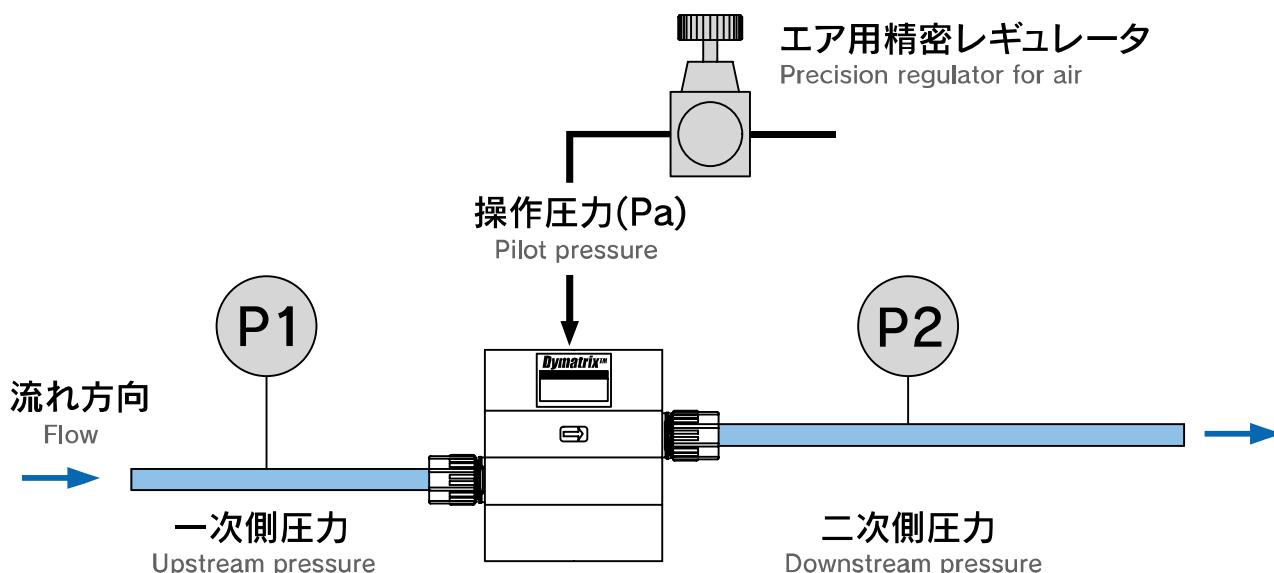 エア用精密レギュレータ
Precision regulator for air
操作圧力(Pa)
Pilot pressure
P1
P2
Dymatrix™
流れ方向
Flow
一次側圧力
Upstream pressure
二次側圧力
Downstream pressure